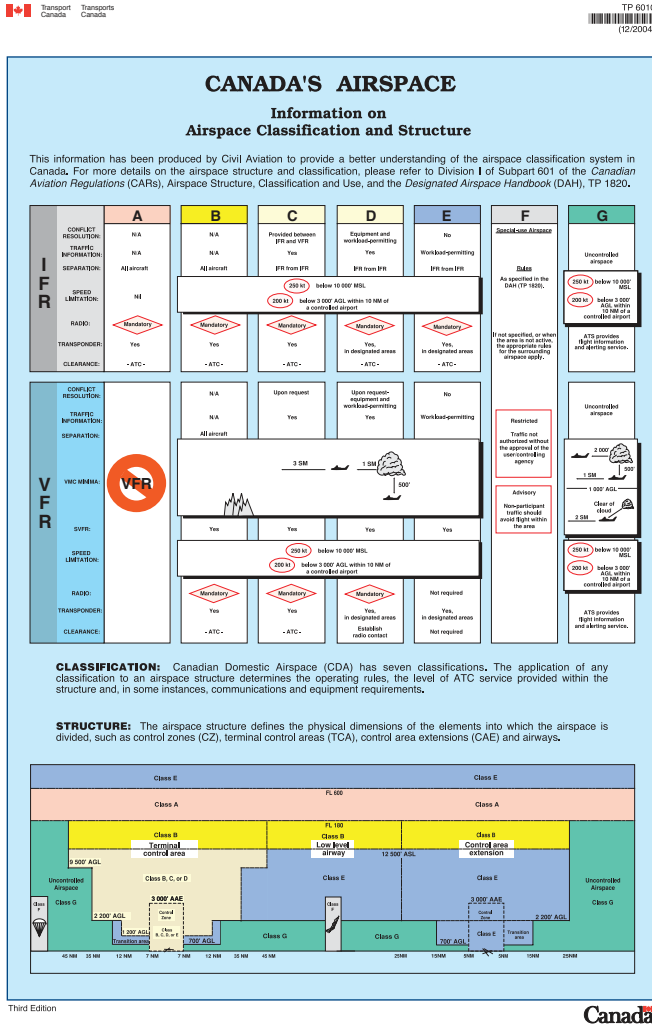 Transport Transports
Canada Canada
TP 6010
(12/2004
CANADA'S AIRSPACE
Information on
Airspace Classification and Structure
This information has been produced by Civil Aviation to provide a better understanding of the airspace classification system in
Canada. For more details on the airspace structure and classification, please refer to Division I of Subpart 601 of the Canadian
Aviation Regulations (CARs), Airspace Structure, Classification and Use, and the Designated Airspace Handbook (DAH), TP 1820.
A B C D E F G
IFR
CONFLICT RESOLUTION: N/A N/A Provided between IFR and VFR Equipment and workload-permitting No
TRAFFIC INFORMATION: N/A N/A Yes Yes Workload-permitting
SEPARATION: All aircraft All aircraft IFR from IFR IFR from IFR IFR from IFR
SPEED LIMITATION: Nil
250 kt below 10 000' MSL
200 kt below 3 000' AGL within 10 NM of
a controlled airport
RADIO: Mandatory Mandatory Mandatory Mandatory Mandatory
TRANSPONDER: Yes Yes Yes Yes, in designated areas Yes, in designated areas
CLEARANCE: - ATC - - ATC - - ATC - - ATC - - ATC -
Special-use Airspace
Rules
As specified in the
DAH (TP 1820).
If not specified, or when
the area is not active,
the appropriate rules
for the surrounding
airspace apply.
Uncontrolled
airspace
250 kt below 10 000'
MSL
200 kt below 3 000'
AGL within
10 NM of a
controlled airport
ATS provides
flight information
and alerting service.
VFR
CONFLICT RESOLUTION: N/A Upon request Upon request- equipment and workload-permitting No
TRAFFIC INFORMATION: N/A Yes Yes Workload-permitting
SEPARATION: All aircraft
VMC MINIMA: VFR
3 SM 1 SM
500'
SVFR: Yes Yes Yes Yes
SPEED LIMITATION:
250 kt below 10 000' MSL
200 kt below 3 000' AGL within 10 NM of
a controlled airport
RADIO: Mandatory Mandatory Mandatory Not required
TRANSPONDER: Yes Yes Yes, in designated areas Yes, in designated areas
CLEARANCE: - ATC - - ATC - Establish radio contact Not required
Restricted
Traffic not
authorized without
the approval of the
user/controlling
agency
Advisory
Non-participant
traffic should
avoid flight within
the area
Uncontrolled
airspace
2 000'
500'
1 SM
1 000' AGL
Clear of
cloud
2 SM
250 kt below 10 000'
MSL
200 kt below 3 000'
AGL within
10 NM of a
controlled airport
ATS provides
flight information
and alerting service.
CLASSIFICATION: Canadian Domestic Airspace (CDA) has seven classifications. The application of any
classification to an airspace structure determines the operating rules, the level of ATC service provided within the
structure and, in some instances, communications and equipment requirements.
STRUCTURE: The airspace structure defines the physical dimensions of the elements into which the airspace is
divided, such as control zones (CZ), terminal control areas (TCA), control area extensions (CAE) and airways.
Class E Class E
FL 600
Class A Class A
FL 180
Class B Class B Class B
Terminal control area
Low level airway
Control area extension
12 500' ASL
9 500' AGL
Uncontrolled Airspace Class G
Class B, C, or D
Class E
Class E
Uncontrolled Airspace Class G
3 000' AAE
3 000' AAE
Class F
Class F
Control Zone
Control Zone
2 200' AGL
2 200' AGL
1 200' AGL
Class B, C, D, or E
Transition area
700' AGL
Class G
Class G
700' AGL
Class E
Transition area
45 NM 35 NM 12 NM 7 NM 7 NM 12 NM 35 NM 45 NM 25NM 15NM 5NM 5NM 15NM 25NM
Third Edition
Canada